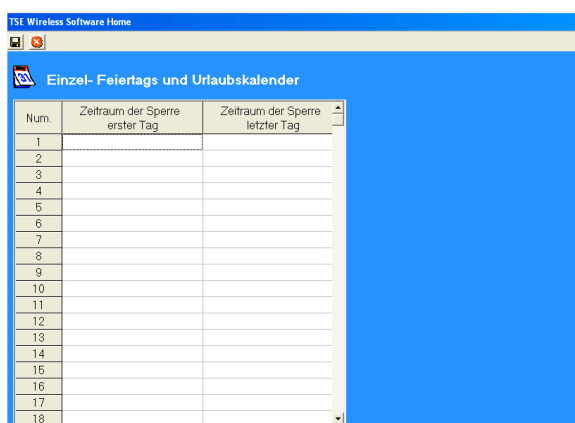 TSE Wireless Software Home
31
Einzel- Feiertags und Urlaubskalender
Num.
Zeitraum der Sperre
erster Tag
Zeitraum der Sperre
letzter Tag
1
2
3
4
5
6
7
8
9
10
11
12
13
14
15
16
17
18